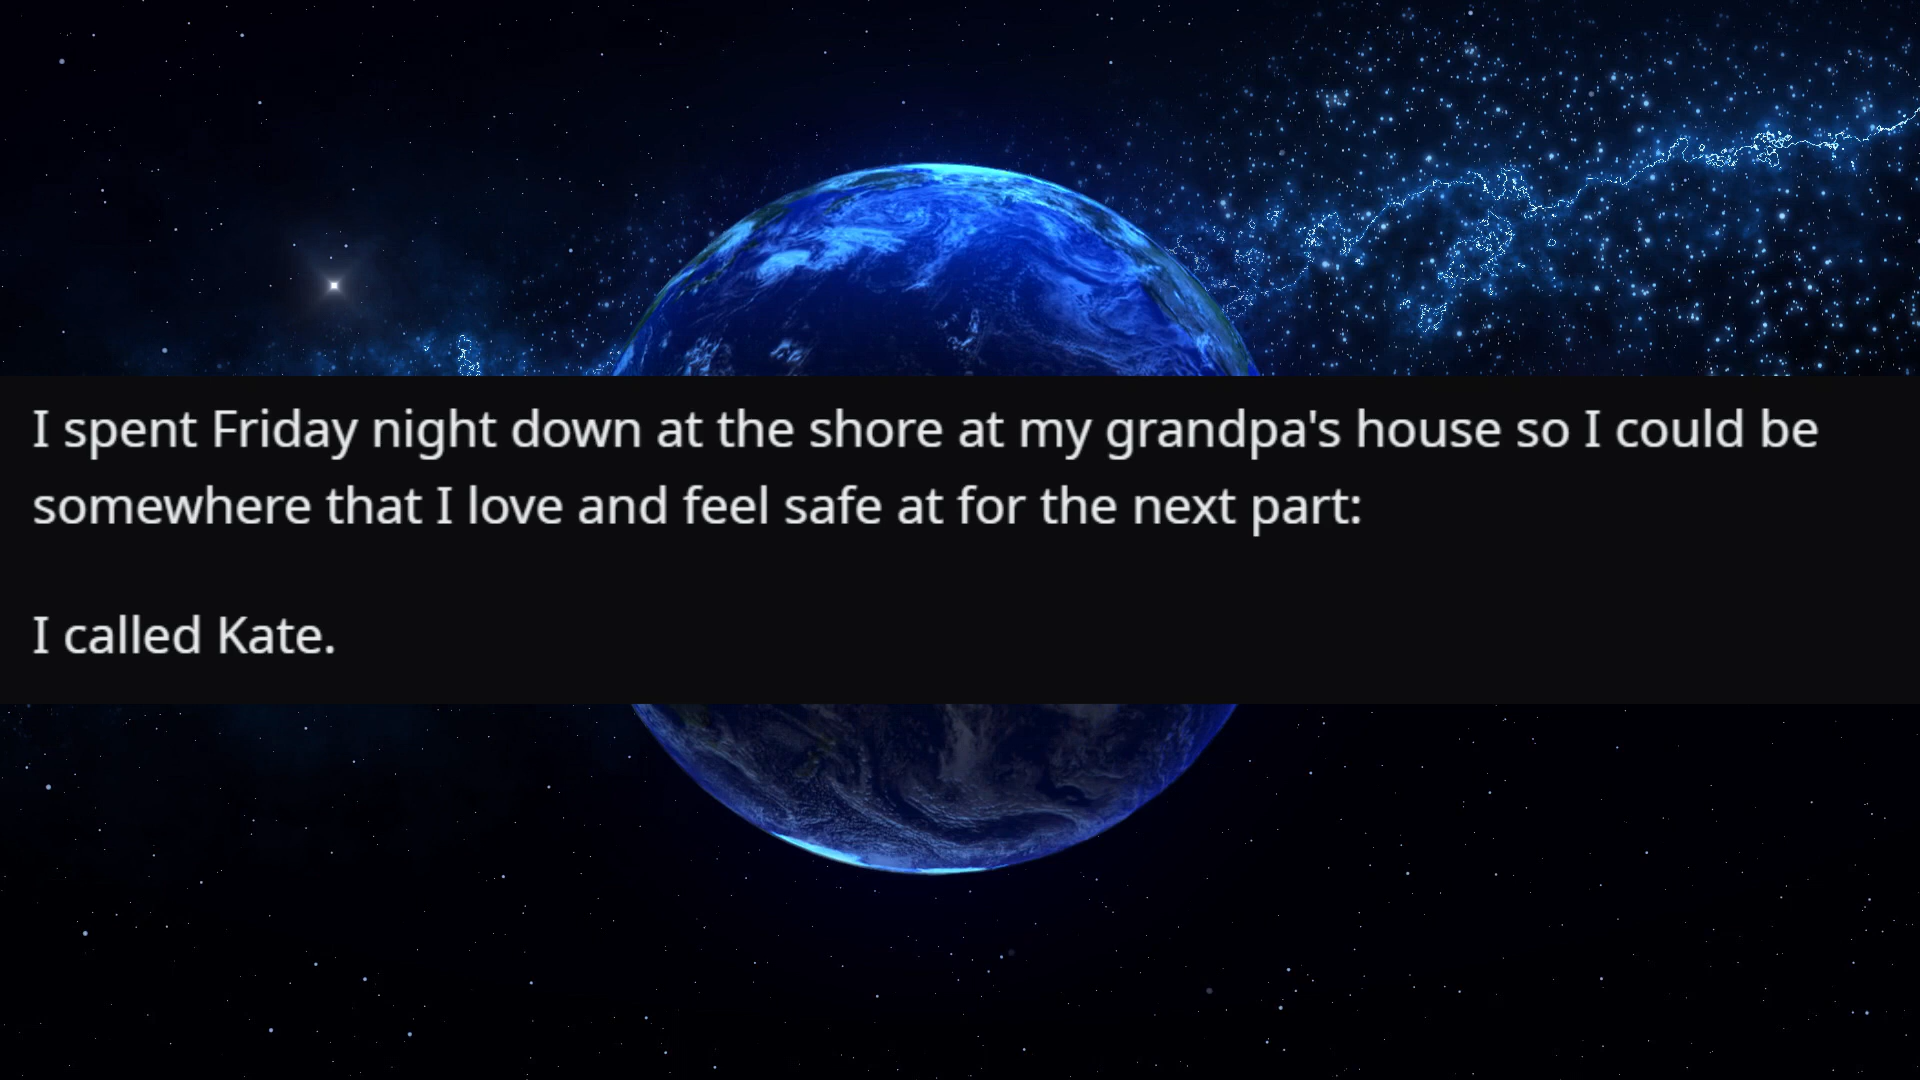 I spent Friday night down at the shore at my grandpa's house so I could be
somewhere that I love and feel safe at for the next part:
I called Kate.